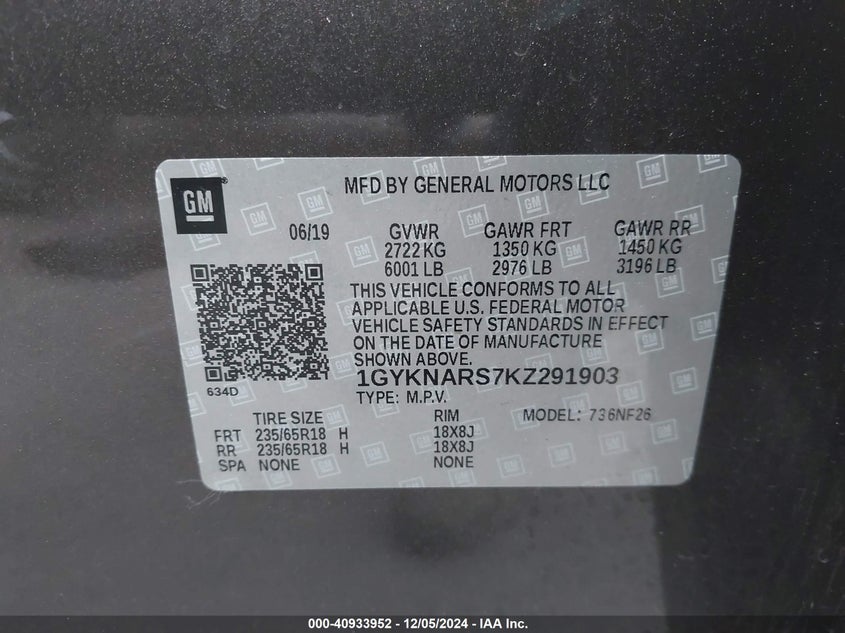 GM
MFD BY GENERAL MOTORS LLC
06/19 GVWR GAWR FRT GAWR RR
2722 KG 1350 KG 1450 KG
6001 LB 2976 LB 3196 LB
THIS VEHICLE CONFORMS TO ALL
APPLICABLE U.S. FEDERAL MOTOR
VEHICLE SAFETY STANDARDS IN EFFECT
ON THE DATE OF MANUFACTURE
SHOWN ABOVE.
1GYKNARS7KZ291903
TYPE: M.P.V.
634D
TIRE SIZE RIM MODEL: 736NF26
FRT 235/65R18 H 18X8J
RR 235/65R18 H 18X8J
SPA NONE NONE
000-40933952 - 12/05/2024 - IAA Inc.